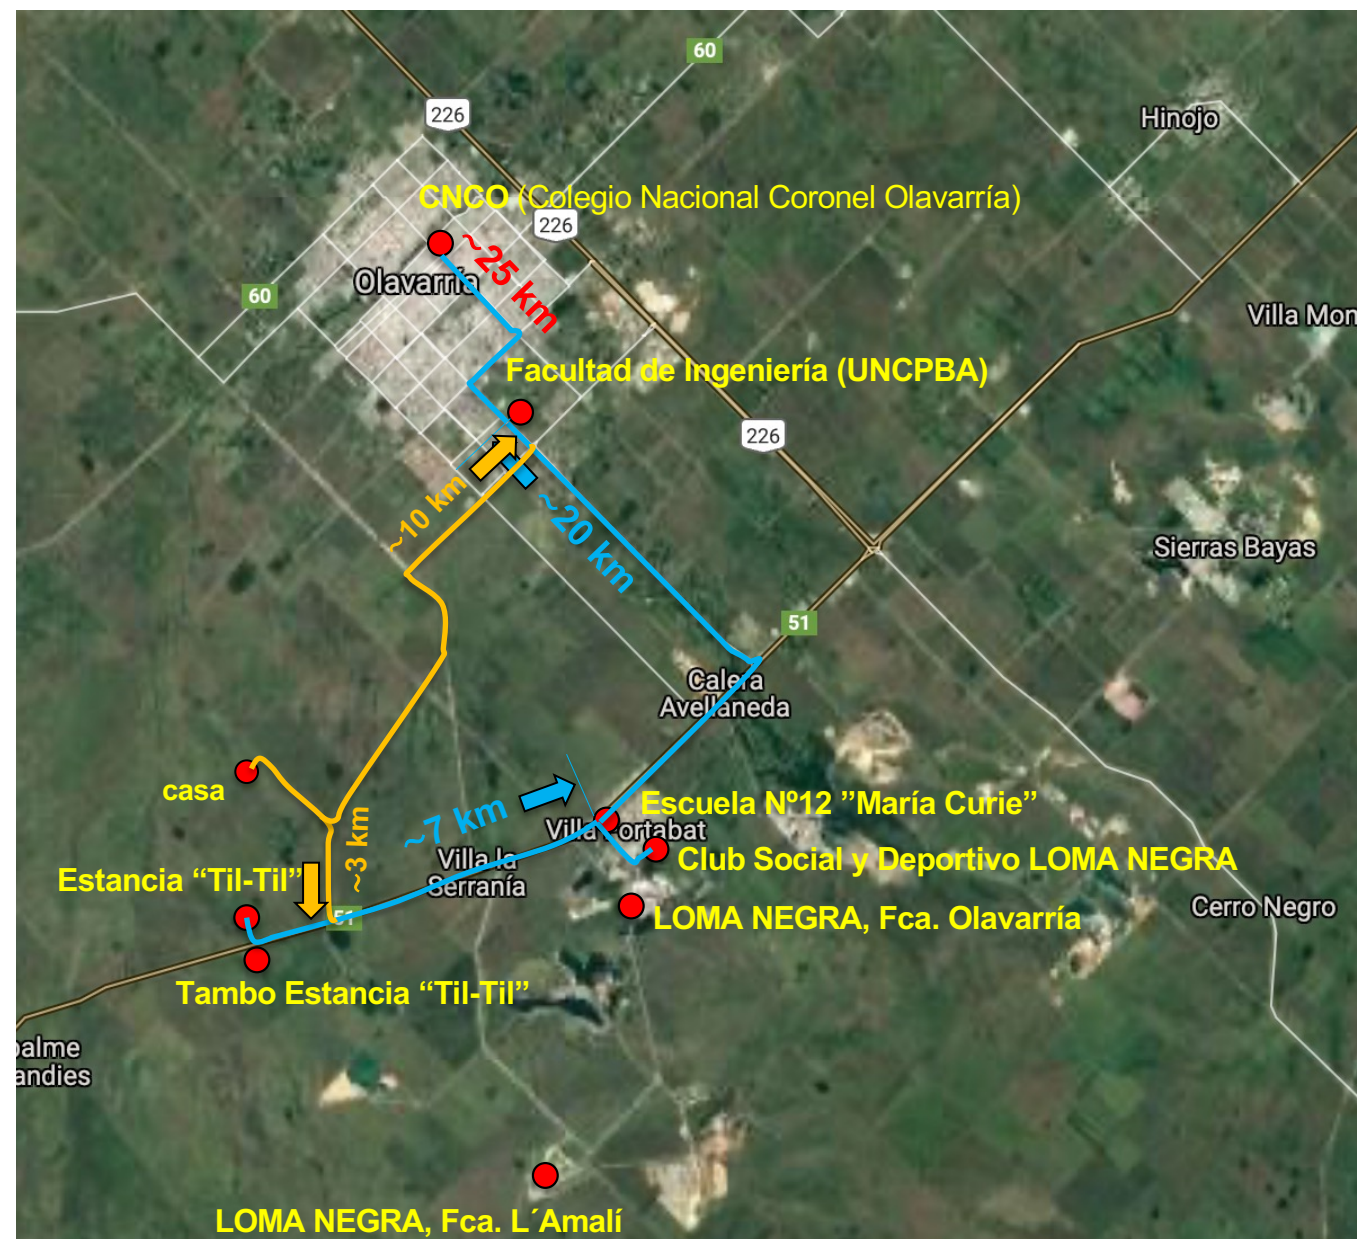 60
226
Hinojo
CNCO (Colegio Nacional Coronel Olavarría)
226
~25 km
Olavarría
60
Villa Mon
Facultad de Ingeniería (UNCPBA)
226
~10 km
~20 km
Sierras Bayas
51
Calera
Avellaneda
casa
~3 km
~7 km
Escuela Nº12 ”María Curie”
Villa Fortabat
Villa la
Serranía
Club Social y Deportivo LOMA NEGRA
Estancia “Til-Til”
51
LOMA NEGRA, Fca. Olavarría
Cerro Negro
Tambo Estancia “Til-Til”
palme
andies
LOMA NEGRA, Fca. L´Amalí